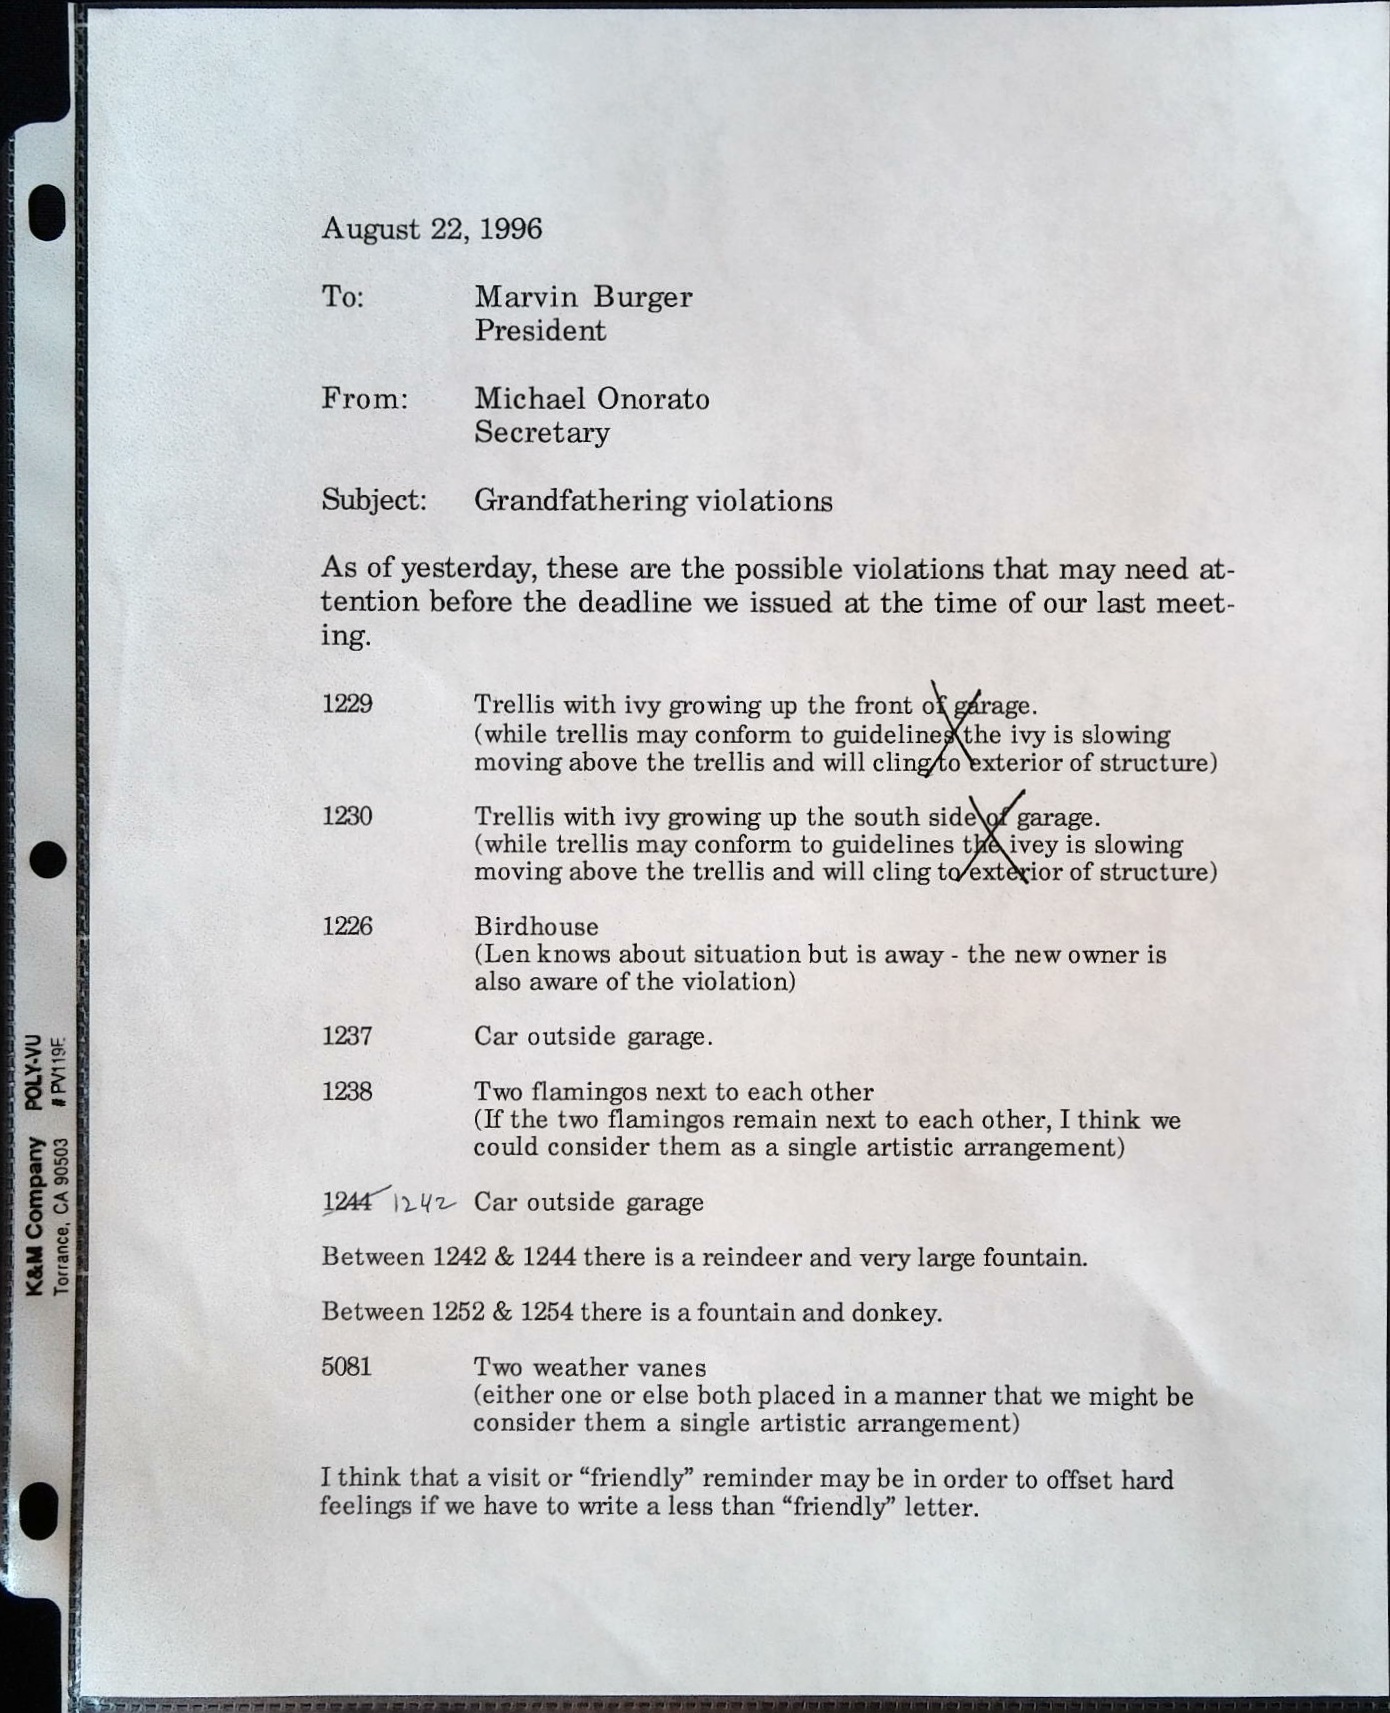 August 22, 1996
To: Marvin Burger
President
From: Michael Onorato
Secretary
Subject: Grandfathering violations
As of yesterday, these are the possible violations that may need at-
tention before the deadline we issued at the time of our last meet-
ing.
1229 Trellis with ivy growing up the front of garage.
(while trellis may conform to guidelines the ivy is slowing
moving above the trellis and will cling to exterior of structure)
1230 Trellis with ivy growing up the south side of garage.
(while trellis may conform to guidelines the ivey is slowing
moving above the trellis and will cling to exterior of structure)
1226 Birdhouse
(Len knows about situation but is away - the new owner is
also aware of the violation)
1237 Car outside garage.
1238 Two flamingos next to each other
(If the two flamingos remain next to each other, I think we
could consider them as a single artistic arrangement)
1244 1242 Car outside garage
Between 1242 & 1244 there is a reindeer and very large fountain.
Between 1252 & 1254 there is a fountain and donkey.
5081 Two weather vanes
(either one or else both placed in a manner that we might be
consider them a single artistic arrangement)
I think that a visit or “friendly” reminder may be in order to offset hard
feelings if we have to write a less than “friendly” letter.
K&M Company POLY-VU
Torrance, CA 90503 # PV119E